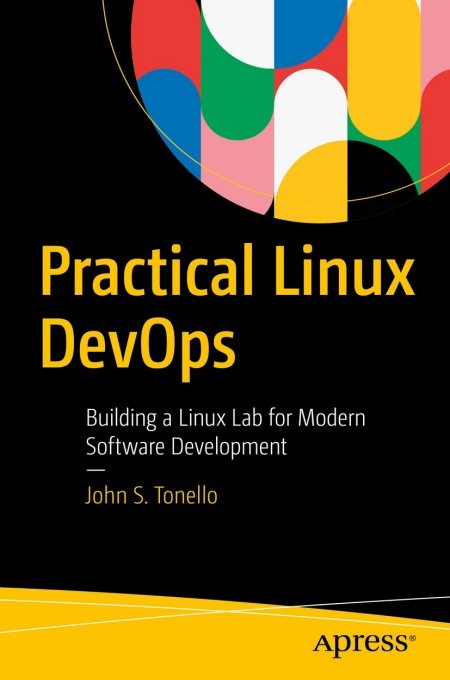 Practical Linux
DevOps
Building a Linux Lab for Modern
Software Development
John S. Tonello
Apress®